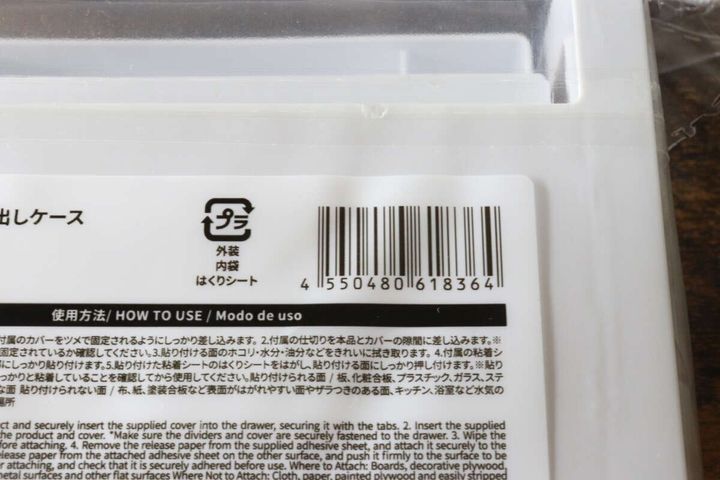 出しケース
プラ
外装
内袋
はくりシート
4 550480 618364
使用方法/ HOW TO USE / Modo de uso
付属のカバーをツメで固定されるようにしっかり差し込みます。2.付属の仕切りを本品とカバーの隙間に差し込みます。※
固定されているか確認してください。3.貼り付ける面のホコリ・水分・油分などをきれいに拭き取ります。4.付属の粘着シ
にしっかり貼り付けます。5.貼り付けた粘着シートのはくりシートをはがし、貼り付ける面にしっかり押し付けます。※貼り
っかりと粘着していることを確認してから使用してください。貼り付けられる面 / 板、化粧合板、プラスチック、ガラス、ステ
な面 貼り付けられない面 / 布、紙、塗装合板など表面がはがれやすい面やザラつきのある面、キッチン、浴室など水気の
場所
ct and securely insert the supplied cover into the drawer, securing it with the tabs. 2. Insert the supplied
the product and cover. *Make sure the dividers and cover are securely fastened to the drawer. 3. Wipe the
before attaching. 4. Remove the release paper from the supplied adhesive sheet, and attach it securely to the
elease paper from the attached adhesive sheet on the other surface, and push it firmly to the surface to be
r attaching, and check that it is securely adhered before use. Where to Attach: Boards, decorative plywood,
metal surfaces and other flat surfaces Where Not to Attach: Cloth, paper, painted plywood and easily stripped